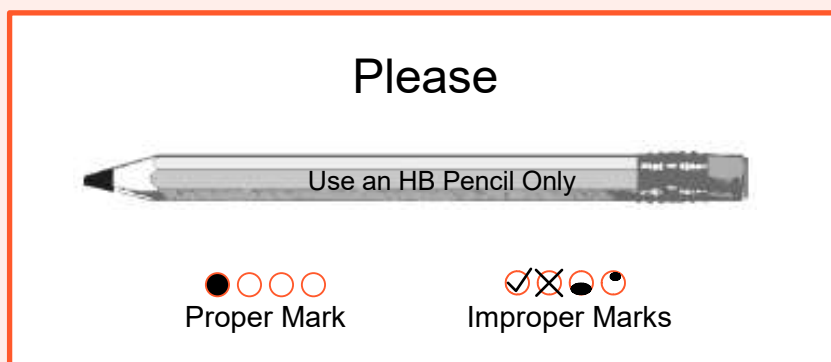 Please
Use an HB Pencil Only
Proper Mark
Improper Marks